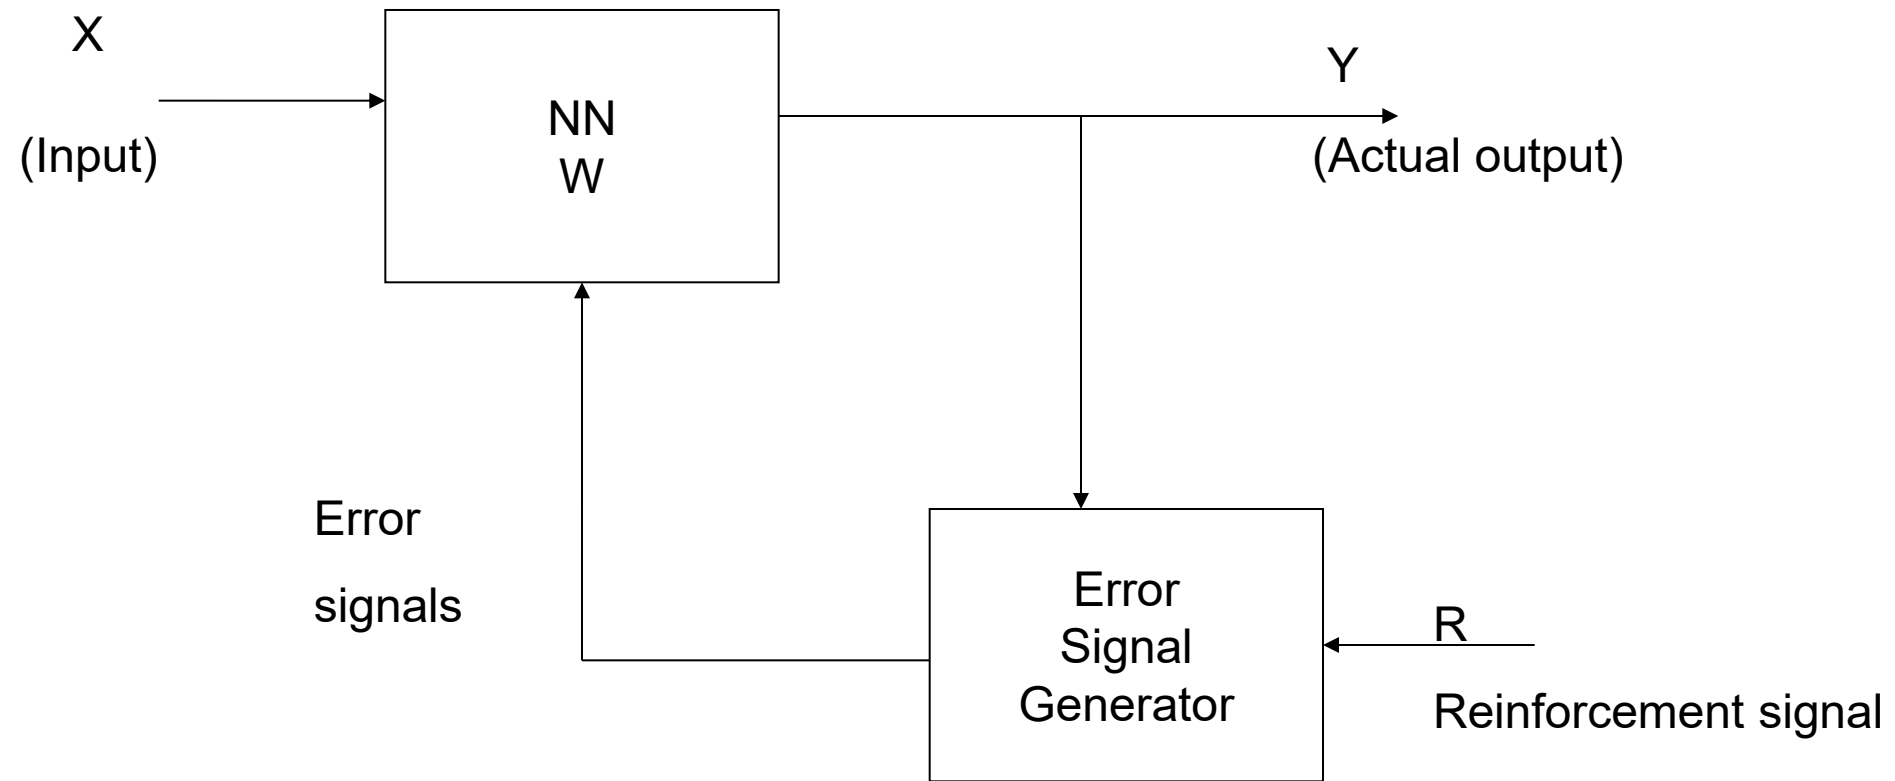 X
(Input)
NN
W
Y
(Actual output)
Error
signals
Error
Signal
Generator
R
Reinforcement signal